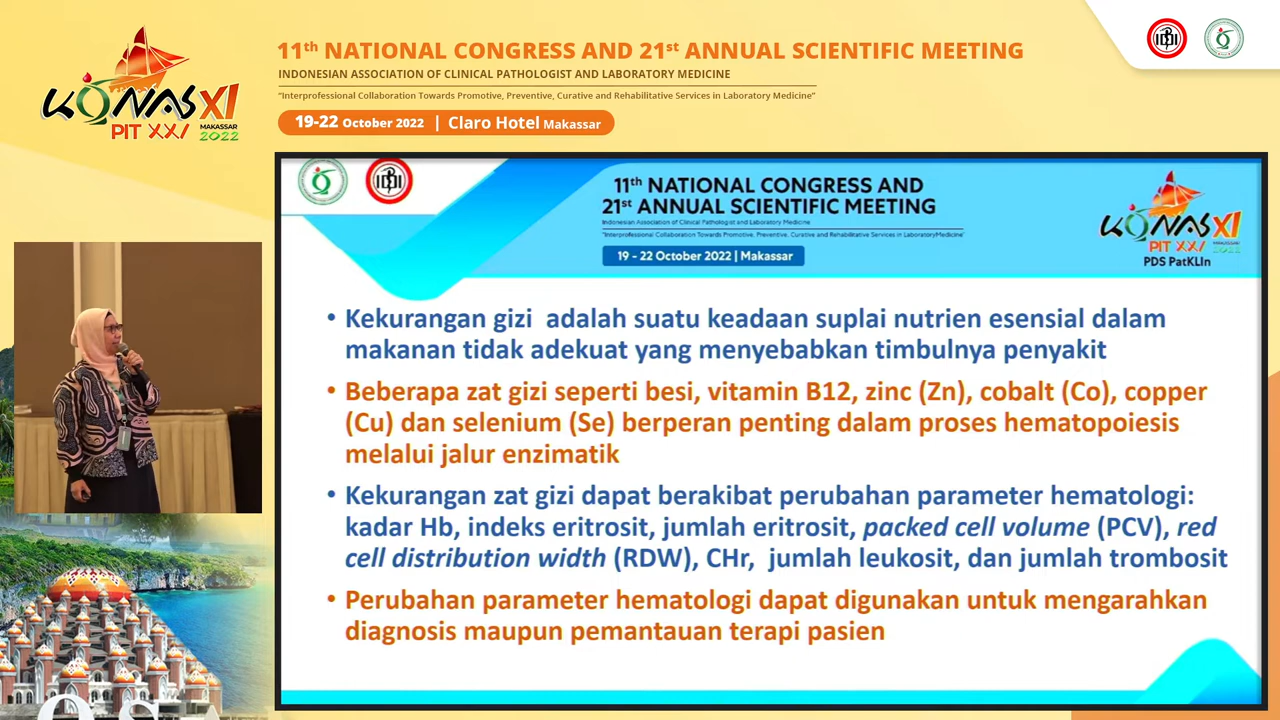 11th NATIONAL CONGRESS AND 21st ANNUAL SCIENTIFIC MEETING
INDONESIAN ASSOCIATION OF CLINICAL PATHOLOGIST AND LABORATORY MEDICINE
"Interprofessional Collaboration Towards Promotive, Preventive, Curative and Rehabilitative Services in Laboratory Medicine"
19-22 October 2022 | Claro Hotel Makassar
KONAS XI
PIT XXI
MAKASSAR
2022
11th NATIONAL CONGRESS AND
21st ANNUAL SCIENTIFIC MEETING
Indonesian Association of Clinical Pathologist and Laboratory Medicine
"Interprofessional Collaboration Towards Promotive, Preventive, Curative and Rehabilitative Services in LaboratoryMedicine"
19 - 22 October 2022 | Makassar
KONAS XI
PIT XXI
MAKASSAR
2022
PDS PatKLIn
• Kekurangan gizi  adalah suatu keadaan suplai nutrien esensial dalam
makanan tidak adekuat yang menyebabkan timbulnya penyakit
• Beberapa zat gizi seperti besi, vitamin B12, zinc (Zn), cobalt (Co), copper
(Cu) dan selenium (Se) berperan penting dalam proses hematopoiesis
melalui jalur enzimatik
• Kekurangan zat gizi dapat berakibat perubahan parameter hematologi:
kadar Hb, indeks eritrosit, jumlah eritrosit, packed cell volume (PCV), red
cell distribution width (RDW), CHr,  jumlah leukosit, dan jumlah trombosit
• Perubahan parameter hematologi dapat digunakan untuk mengarahkan
diagnosis maupun pemantauan terapi pasien